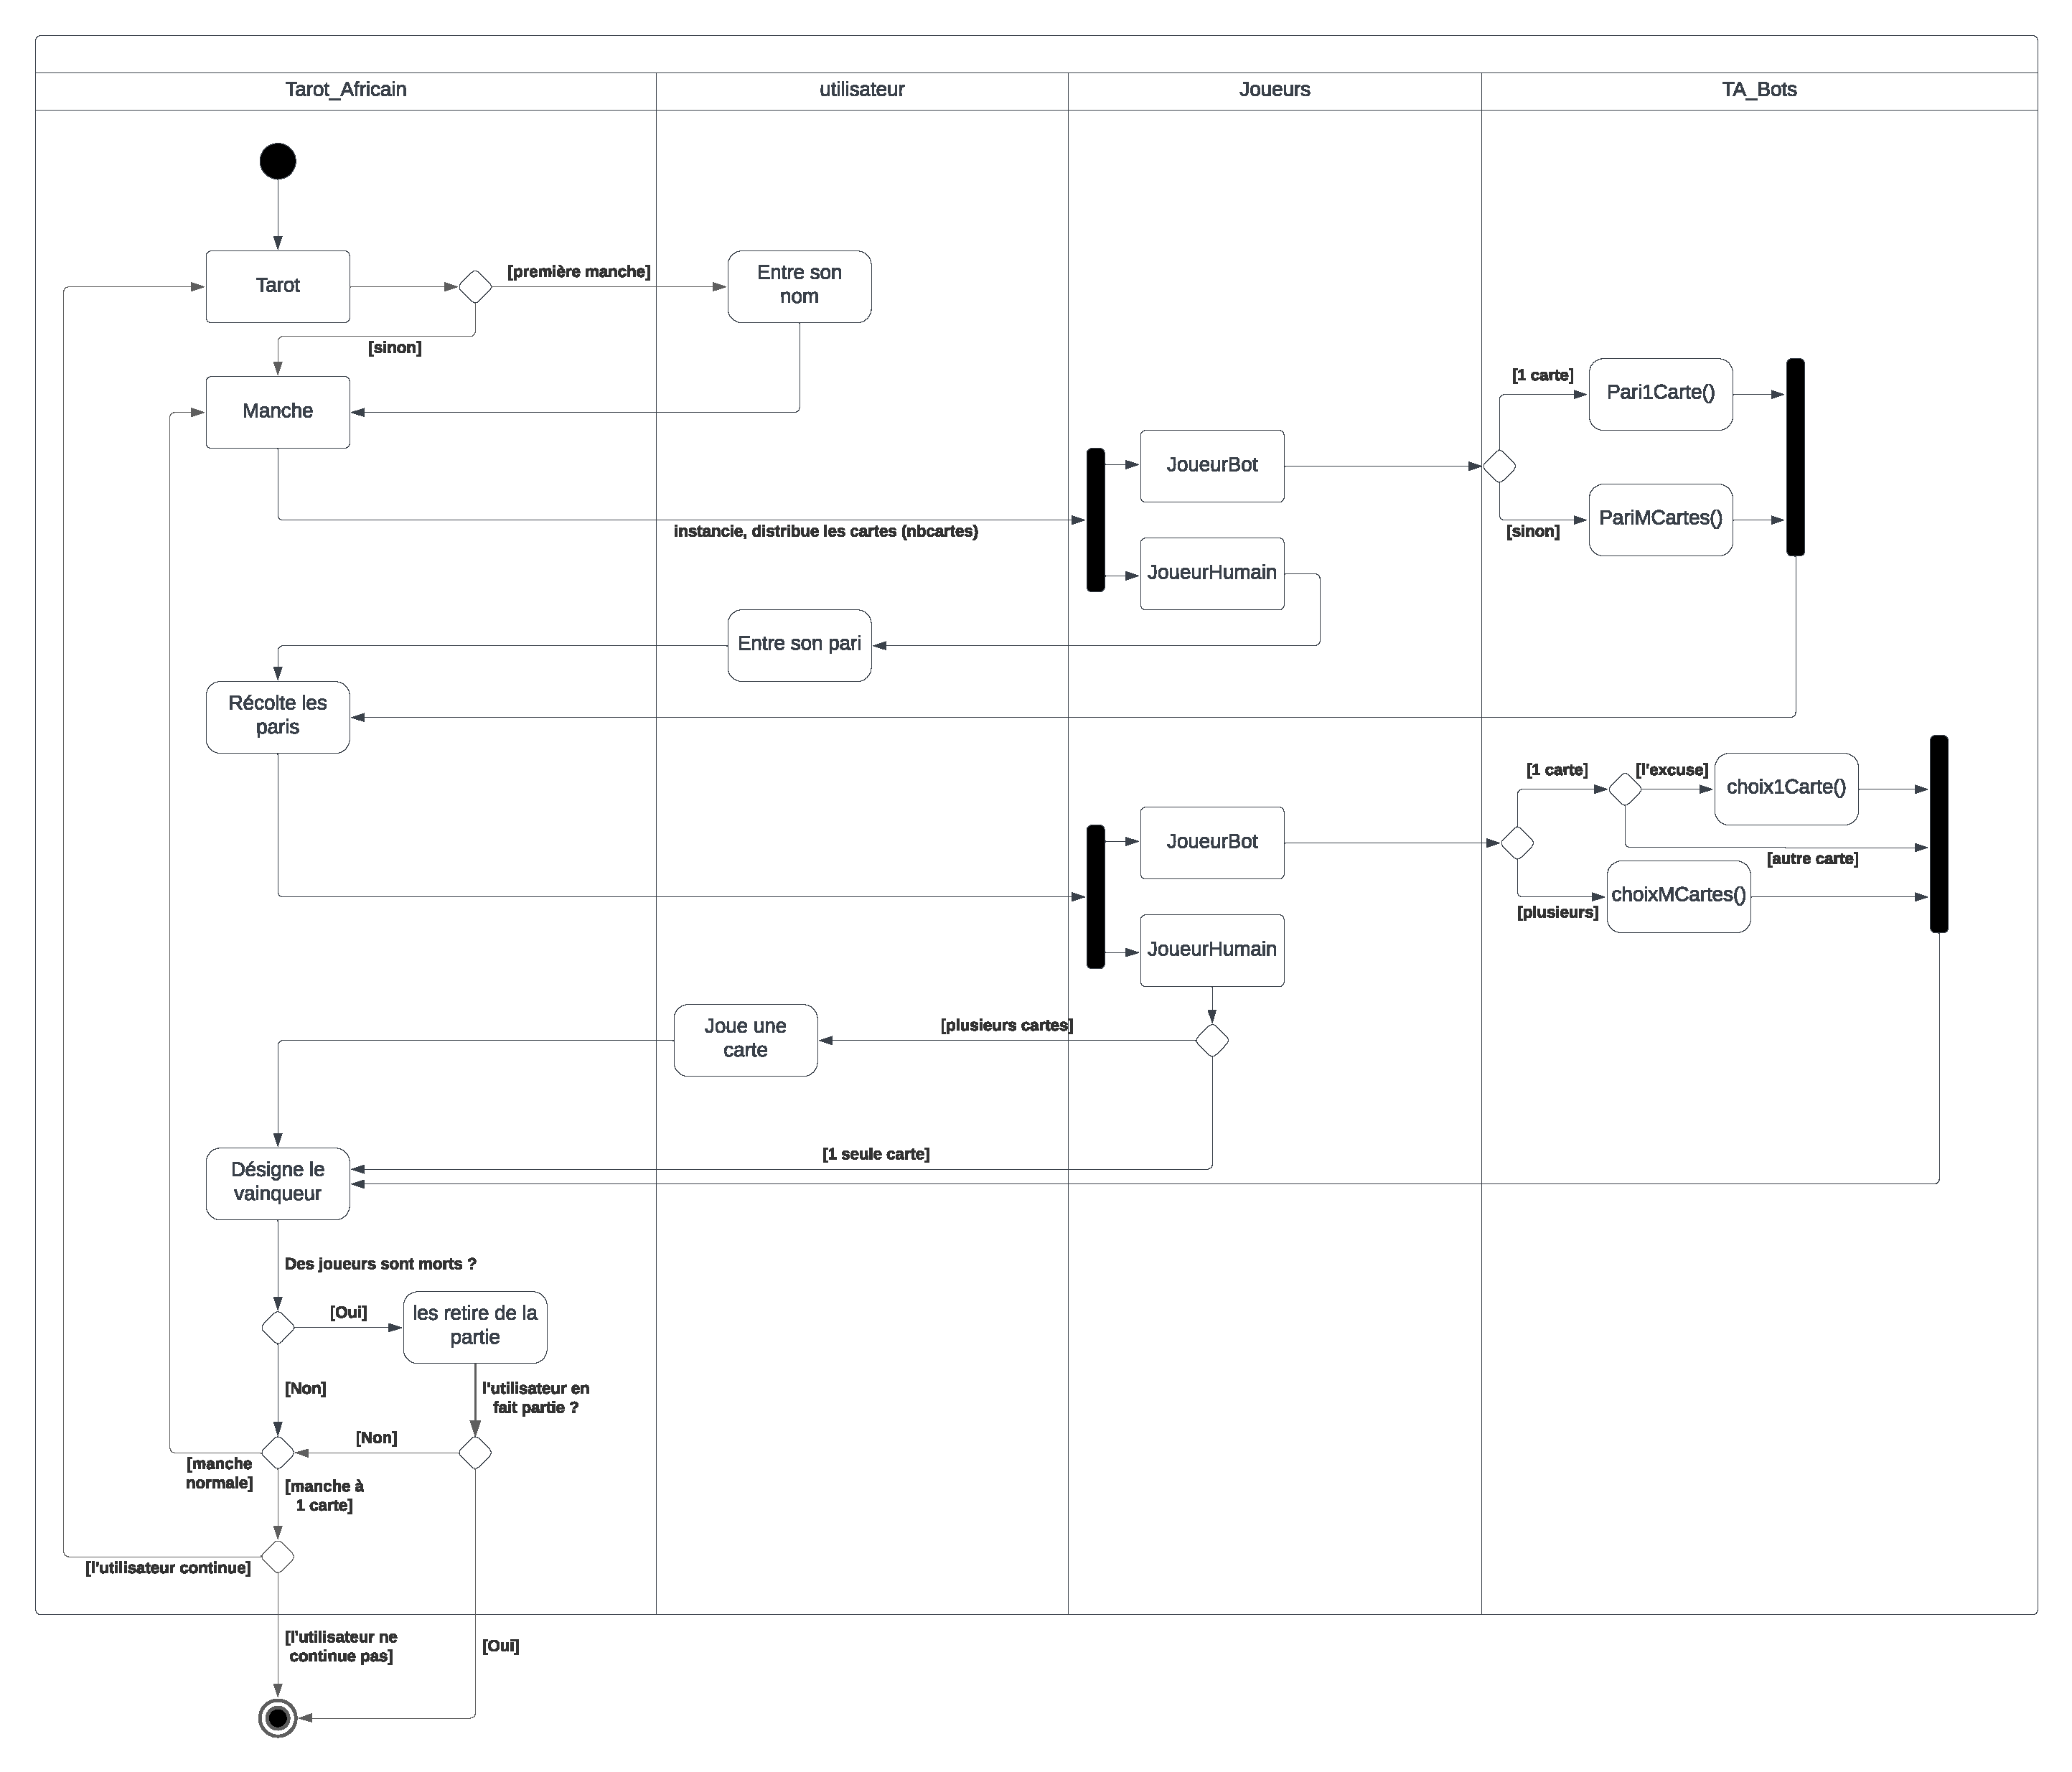 Tarot_Africain
utilisateur
Joueurs
TA_Bots
Tarot
[première manche]
Entre son
nom
[sinon]
Manche
[1 carte]
Pari1Carte()
JoueurBot
PariMCartes()
[sinon]
instancie, distribue les cartes (nbcartes)
JoueurHumain
Entre son pari
Récolte les
paris
[1 carte]
[l'excuse]
choix1Carte()
JoueurBot
[autre carte]
choixMCartes()
[plusieurs]
JoueurHumain
Joue une
carte
[plusieurs cartes]
[1 seule carte]
Désigne le
vainqueur
Des joueurs sont morts ?
[Oui]
les retire de la
partie
[Non]
l'utilisateur en
fait partie ?
[Non]
[manche
normale]
[manche à
1 carte]
[l'utilisateur continue]
[l'utilisateur ne
continue pas]
[Oui]